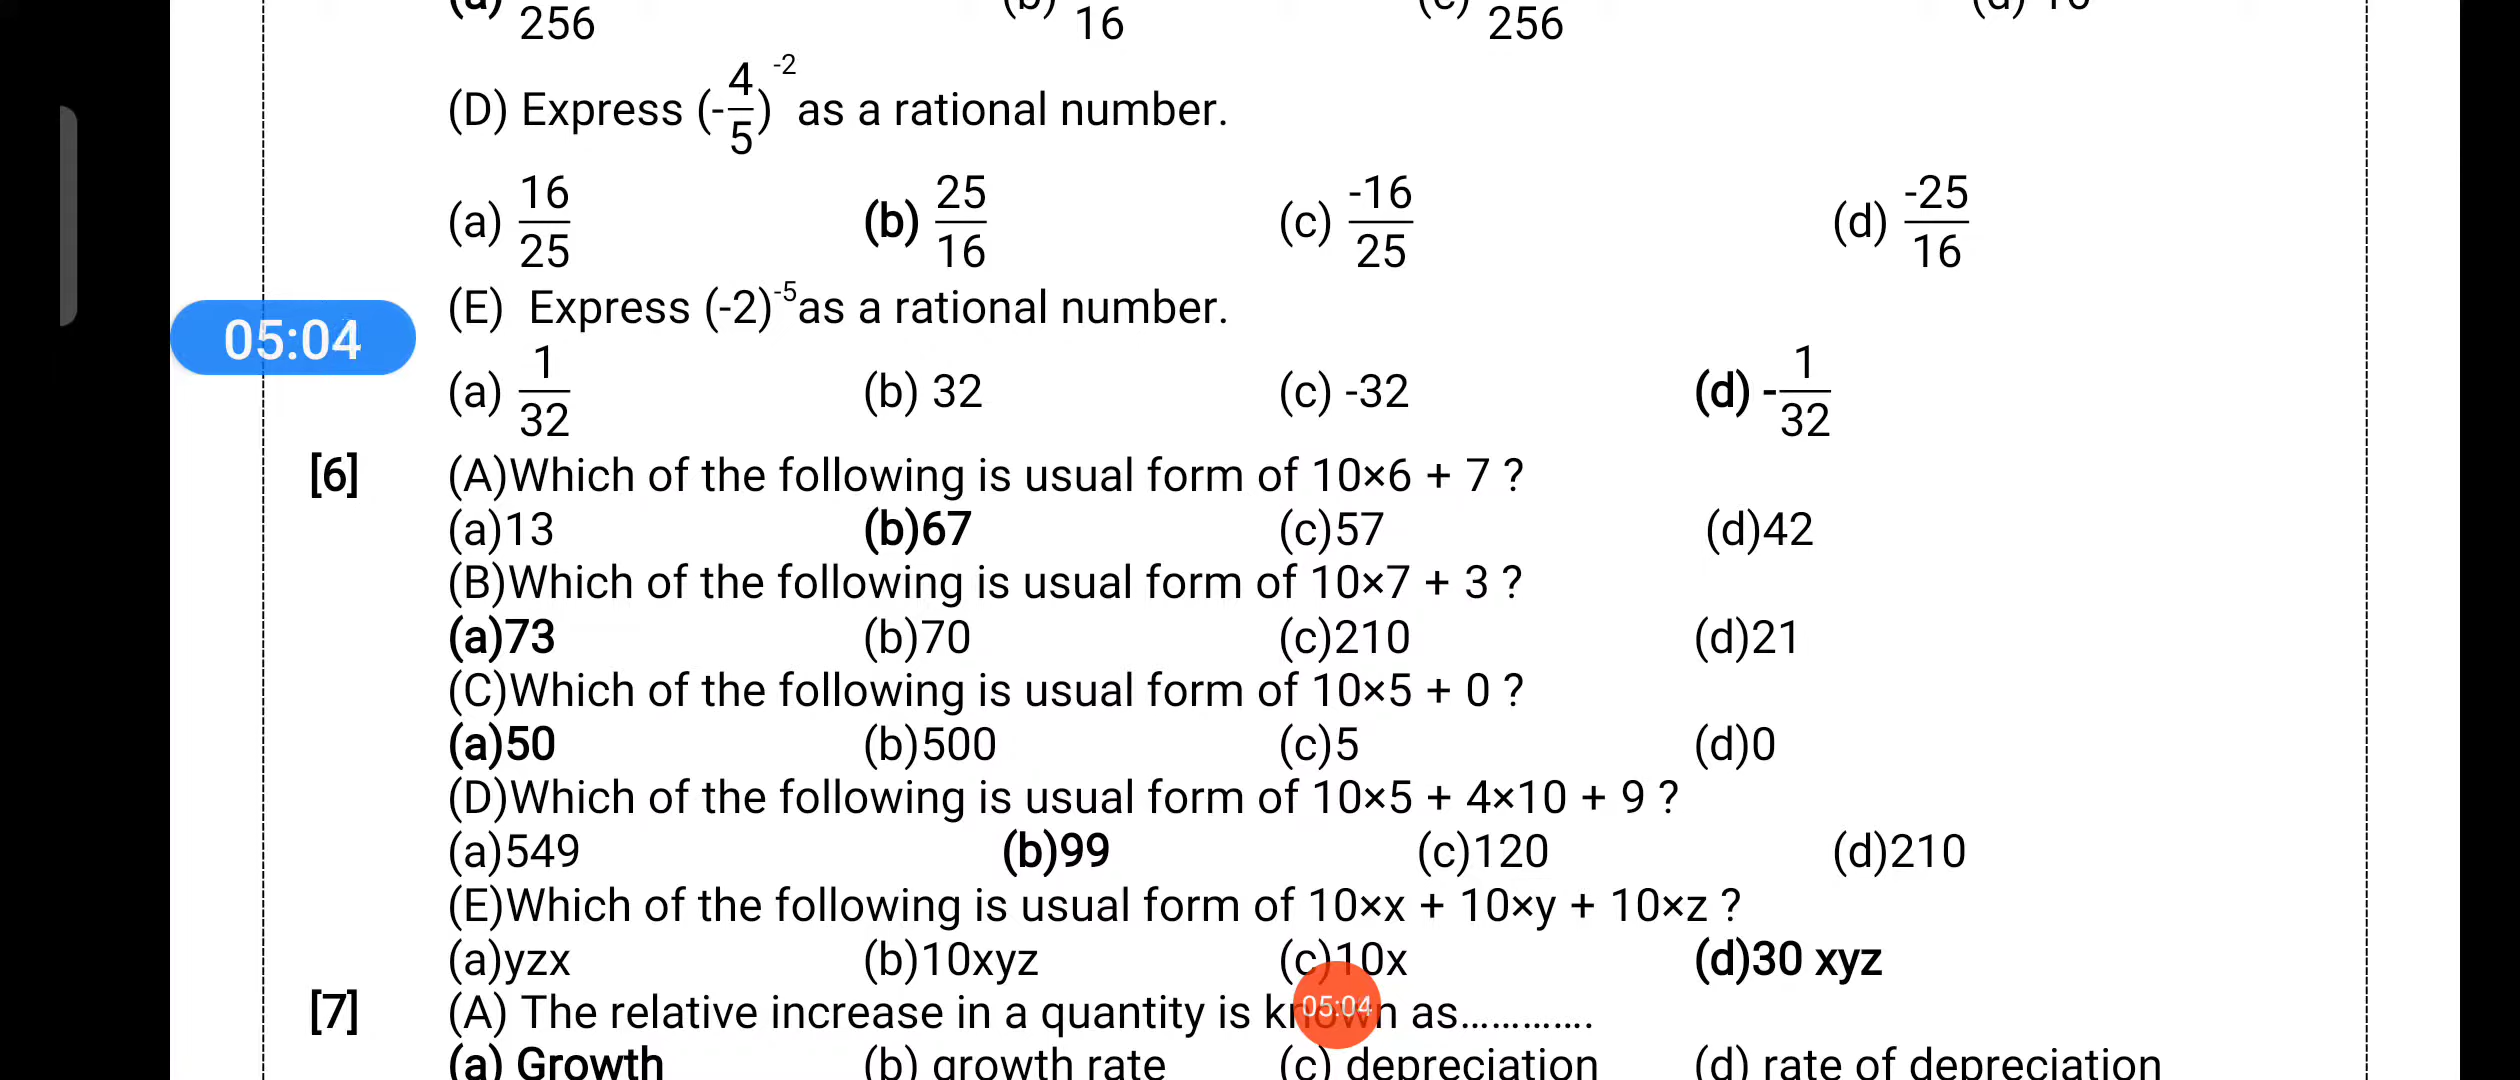 (a) 256 (b) 16 (c) 256 (d) 16
(D) Express (-4/5)^-2 as a rational number.
(a) 16/25 (b) 25/16 (c) -16/25 (d) -25/16
(E) Express (-2)^-5 as a rational number.
05:04
(a) 1/32 (b) 32 (c) -32 (d) -1/32
[6] (A)Which of the following is usual form of 10×6 + 7 ?
(a)13 (b)67 (c)57 (d)42
(B)Which of the following is usual form of 10×7 + 3 ?
(a)73 (b)70 (c)210 (d)21
(C)Which of the following is usual form of 10×5 + 0 ?
(a)50 (b)500 (c)5 (d)0
(D)Which of the following is usual form of 10×5 + 4×10 + 9 ?
(a)549 (b)99 (c)120 (d)210
(E)Which of the following is usual form of 10×x + 10×y + 10×z ?
(a)yzx (b)10xyz (c)10x (d)30 xyz
[7] (A) The relative increase in a quantity is known as.............
05:04
(a) Growth (b) growth rate (c) depreciation (d) rate of depreciation